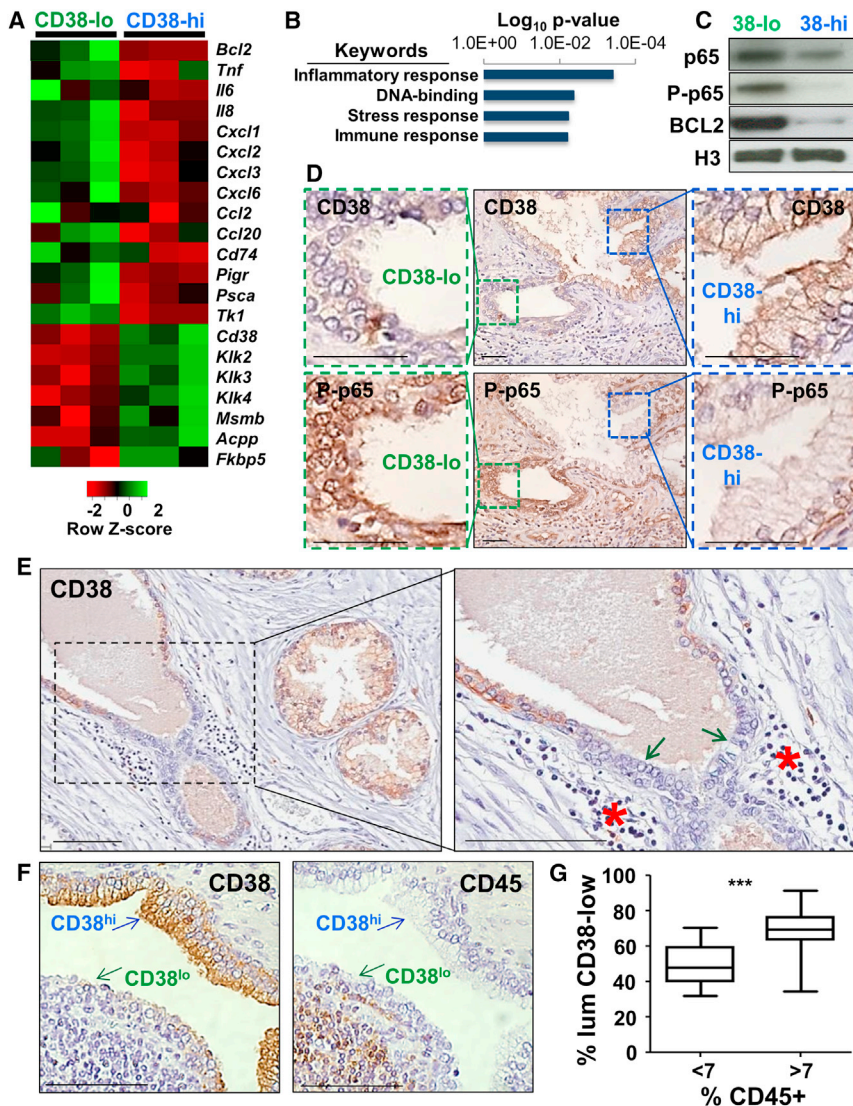 A
CD38-lo CD38-hi
Bcl2
Tnf
Il6
Il8
Cxcl1
Cxcl2
Cxcl3
Cxcl6
Ccl2
Ccl20
Cd74
Pigr
Psca
Tk1
Cd38
Klk2
Klk3
Klk4
Msmb
Acpp
Fkbp5
-2 0 2
Row Z-score
B
Log10 p-value
1.0E+00 1.0E-02 1.0E-04
Keywords
Inflammatory response
DNA-binding
Stress response
Immune response
C
38-lo 38-hi
p65
P-p65
BCL2
H3
D
CD38 CD38 CD38
CD38-lo
CD38-
hi
P-p65 P-p65 P-p65
CD38-lo
CD38-
hi
E
CD38
* *
F
CD38 CD45
CD38hi CD38hi
CD38lo CD38lo
G
% lum CD38-low
100
80
60
40
20
0
***
<7 >7
% CD45+